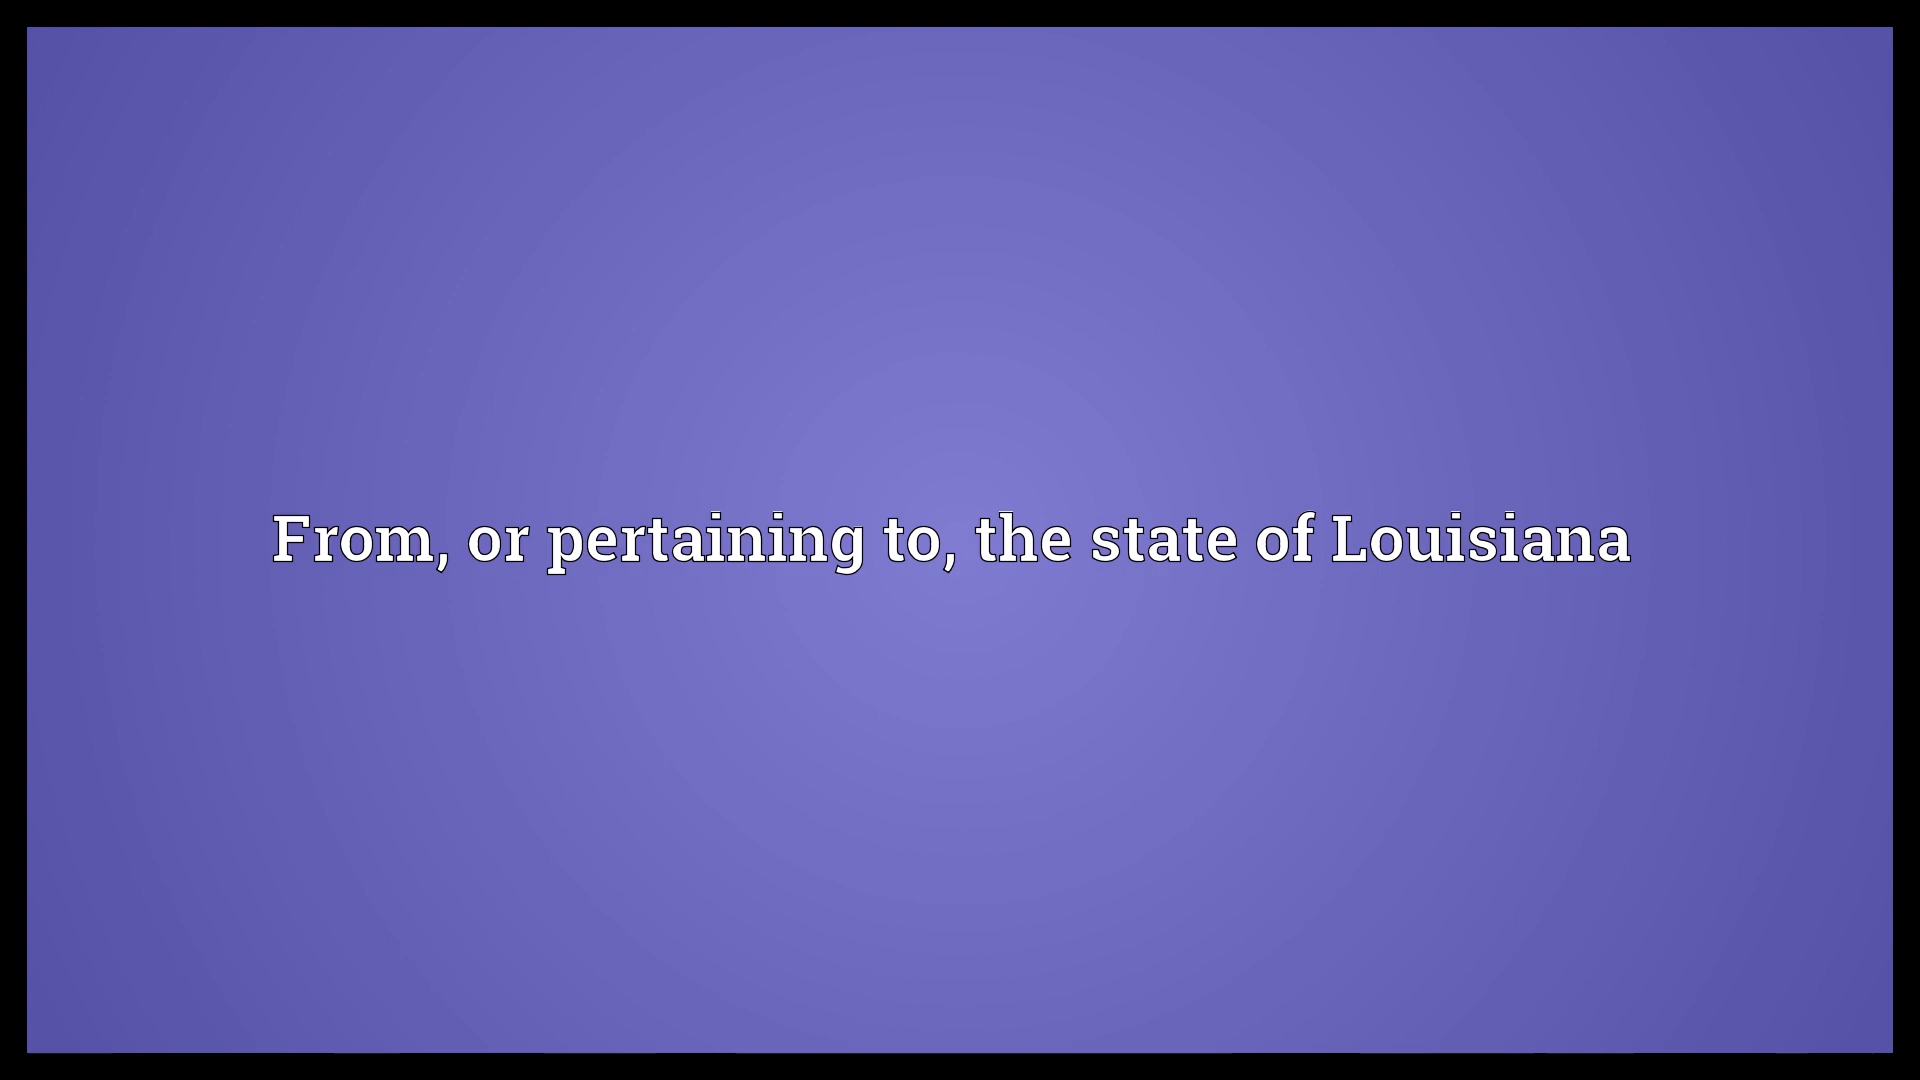 From, or pertaining to, the state of Louisiana